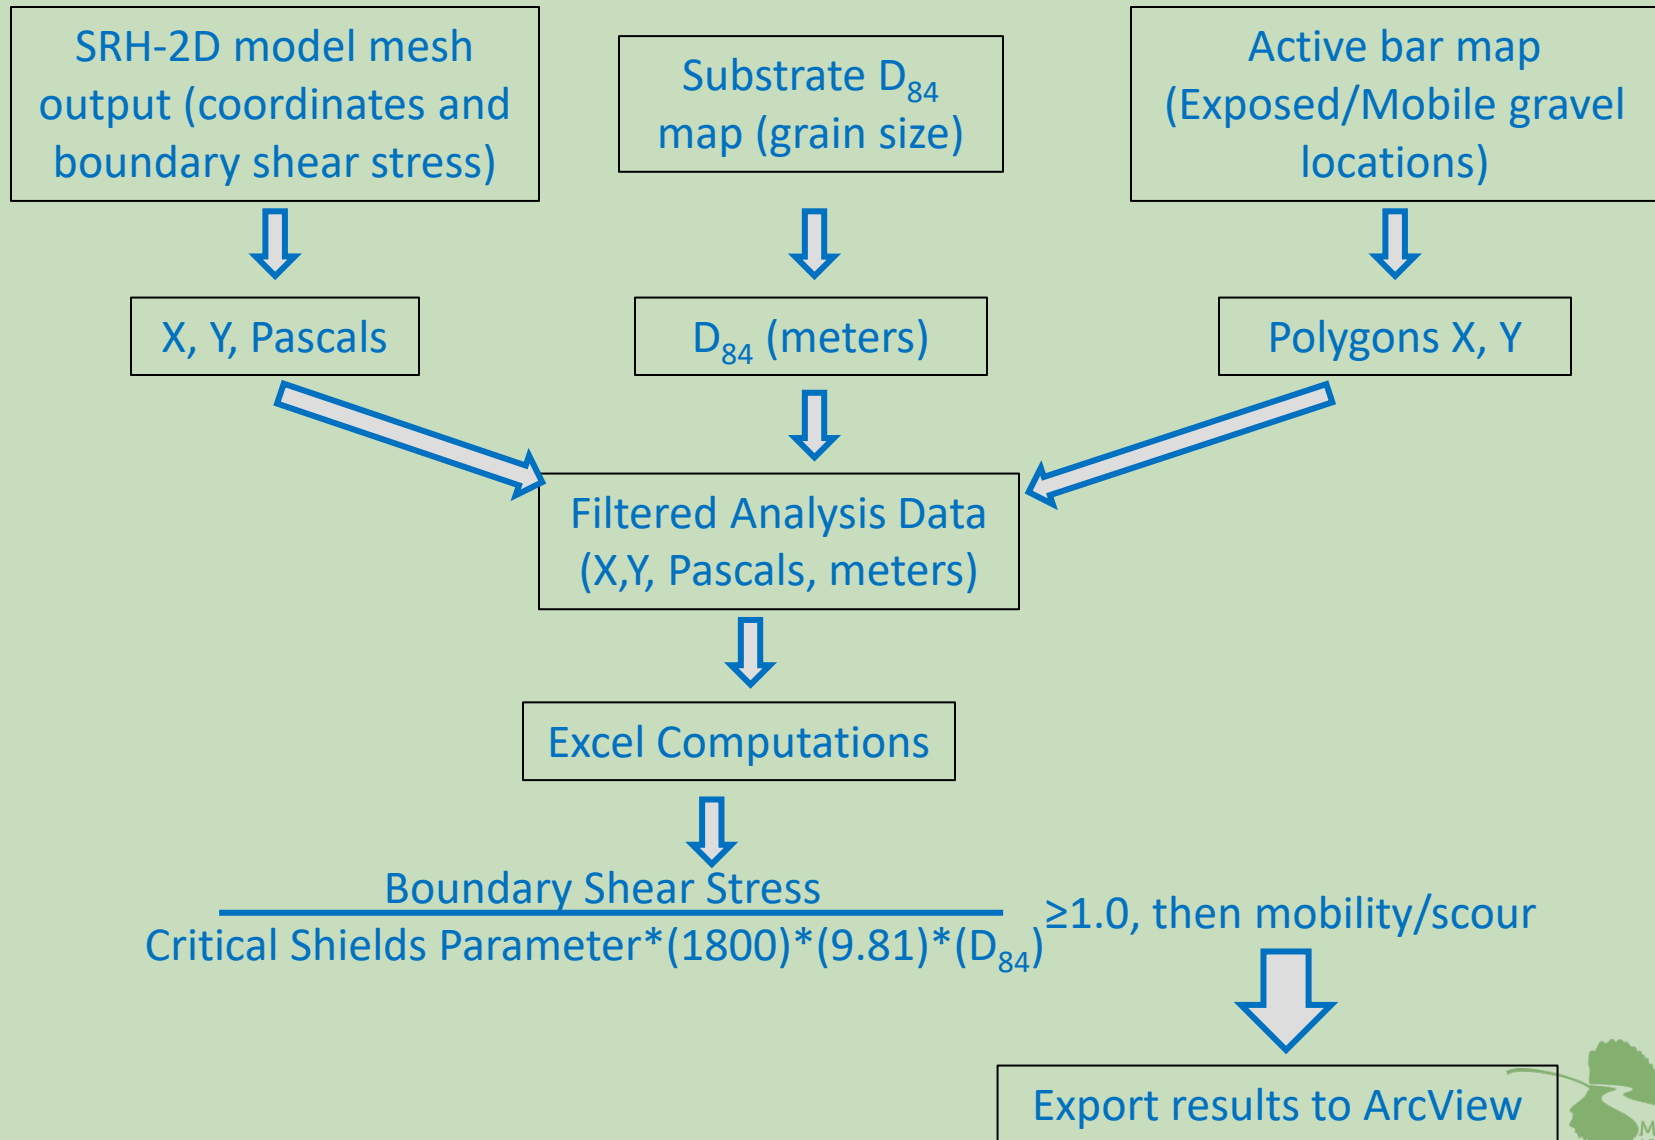 SRH-2D model mesh
output (coordinates and
boundary shear stress)
Substrate D84
map (grain size)
Active bar map
(Exposed/Mobile gravel
locations)
X, Y, Pascals
D84 (meters)
Polygons X, Y
Filtered Analysis Data
(X,Y, Pascals, meters)
Excel Computations
Boundary Shear Stress
Critical Shields Parameter*(1800)*(9.81)*(D84)
≥1.0, then mobility/scour
Export results to ArcView